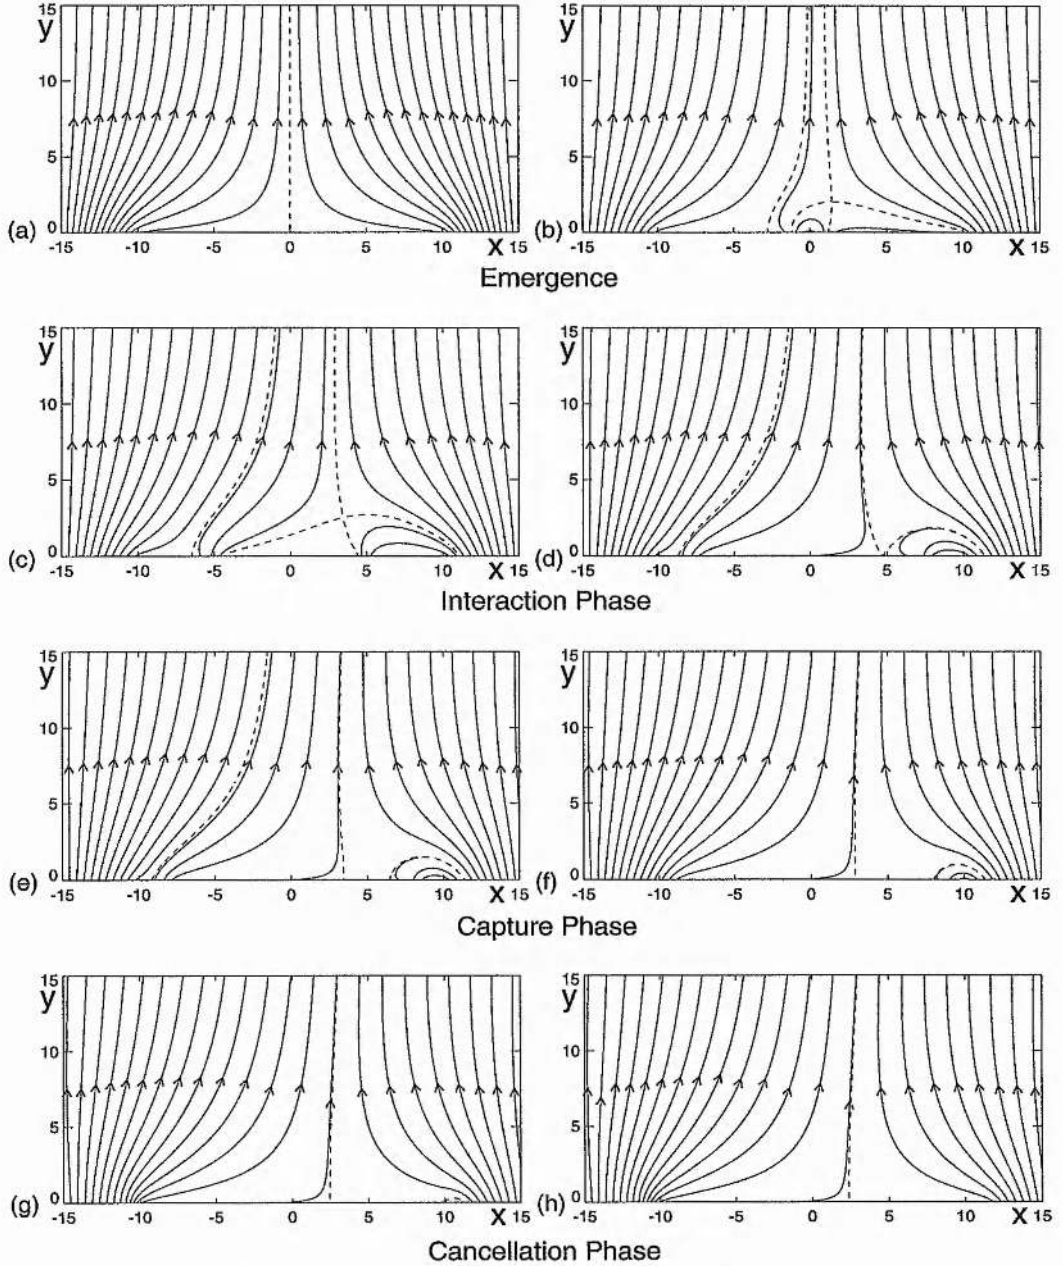 y 15 10 5 0
(a) -15 -10 -5 0 5 10 X 15
y 15 10 5 0
(b) -15 -10 -5 0 5 10 X 15
Emergence
y 15 10 5 0
(c) -15 -10 -5 0 5 10 X 15
y 15 10 5 0
(d) -15 -10 -5 0 5 10 X 15
Interaction Phase
y 15 10 5 0
(e) -15 -10 -5 0 5 10 X 15
y 15 10 5 0
(f) -15 -10 -5 0 5 10 X 15
Capture Phase
y 15 10 5 0
(g) -15 -10 -5 0 5 10 X 15
y 15 10 5 0
(h) -15 -10 -5 0 5 10 X 15
Cancellation Phase